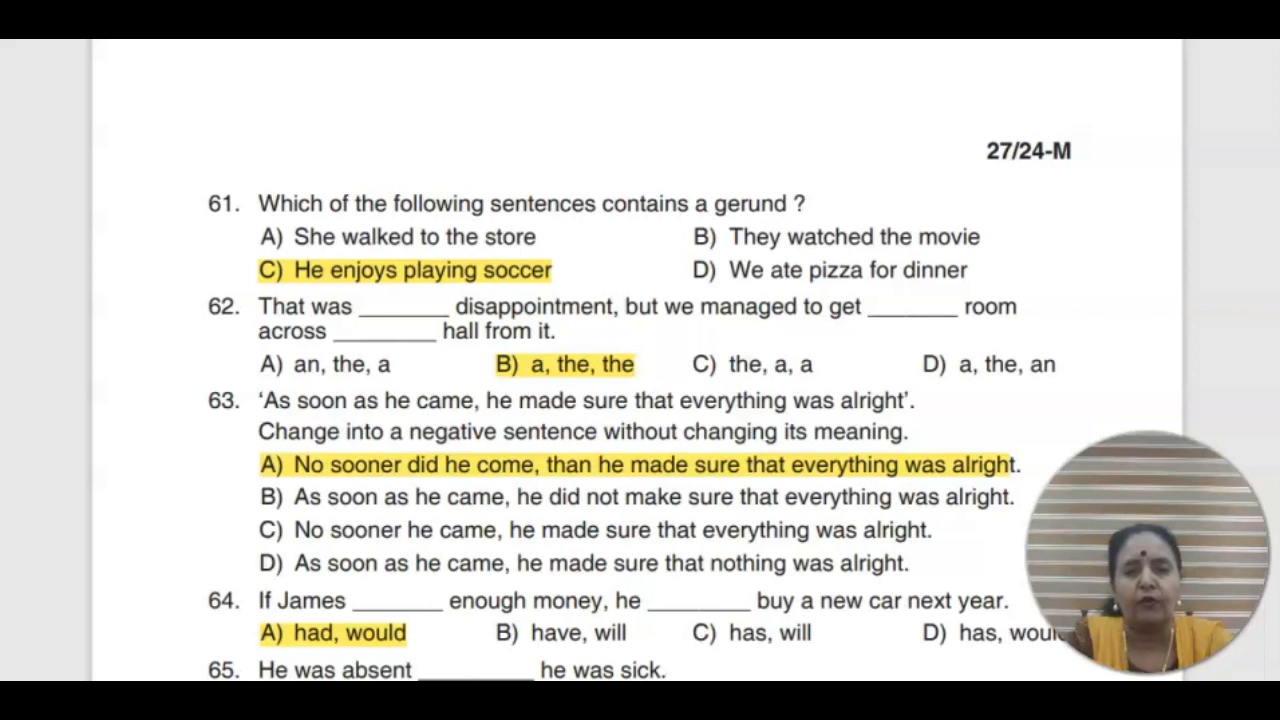 27/24-M
61. Which of the following sentences contains a gerund ?
A) She walked to the store B) They watched the movie
C) He enjoys playing soccer D) We ate pizza for dinner
62. That was _______ disappointment, but we managed to get _______ room
across ________ hall from it.
A) an, the, a B) a, the, the C) the, a, a D) a, the, an
63. ‘As soon as he came, he made sure that everything was alright’.
Change into a negative sentence without changing its meaning.
A) No sooner did he come, than he made sure that everything was alright.
B) As soon as he came, he did not make sure that everything was alright.
C) No sooner he came, he made sure that everything was alright.
D) As soon as he came, he made sure that nothing was alright.
64. If James _______ enough money, he ________ buy a new car next year.
A) had, would B) have, will C) has, will D) has,
65. He was absent _________ he was sick.